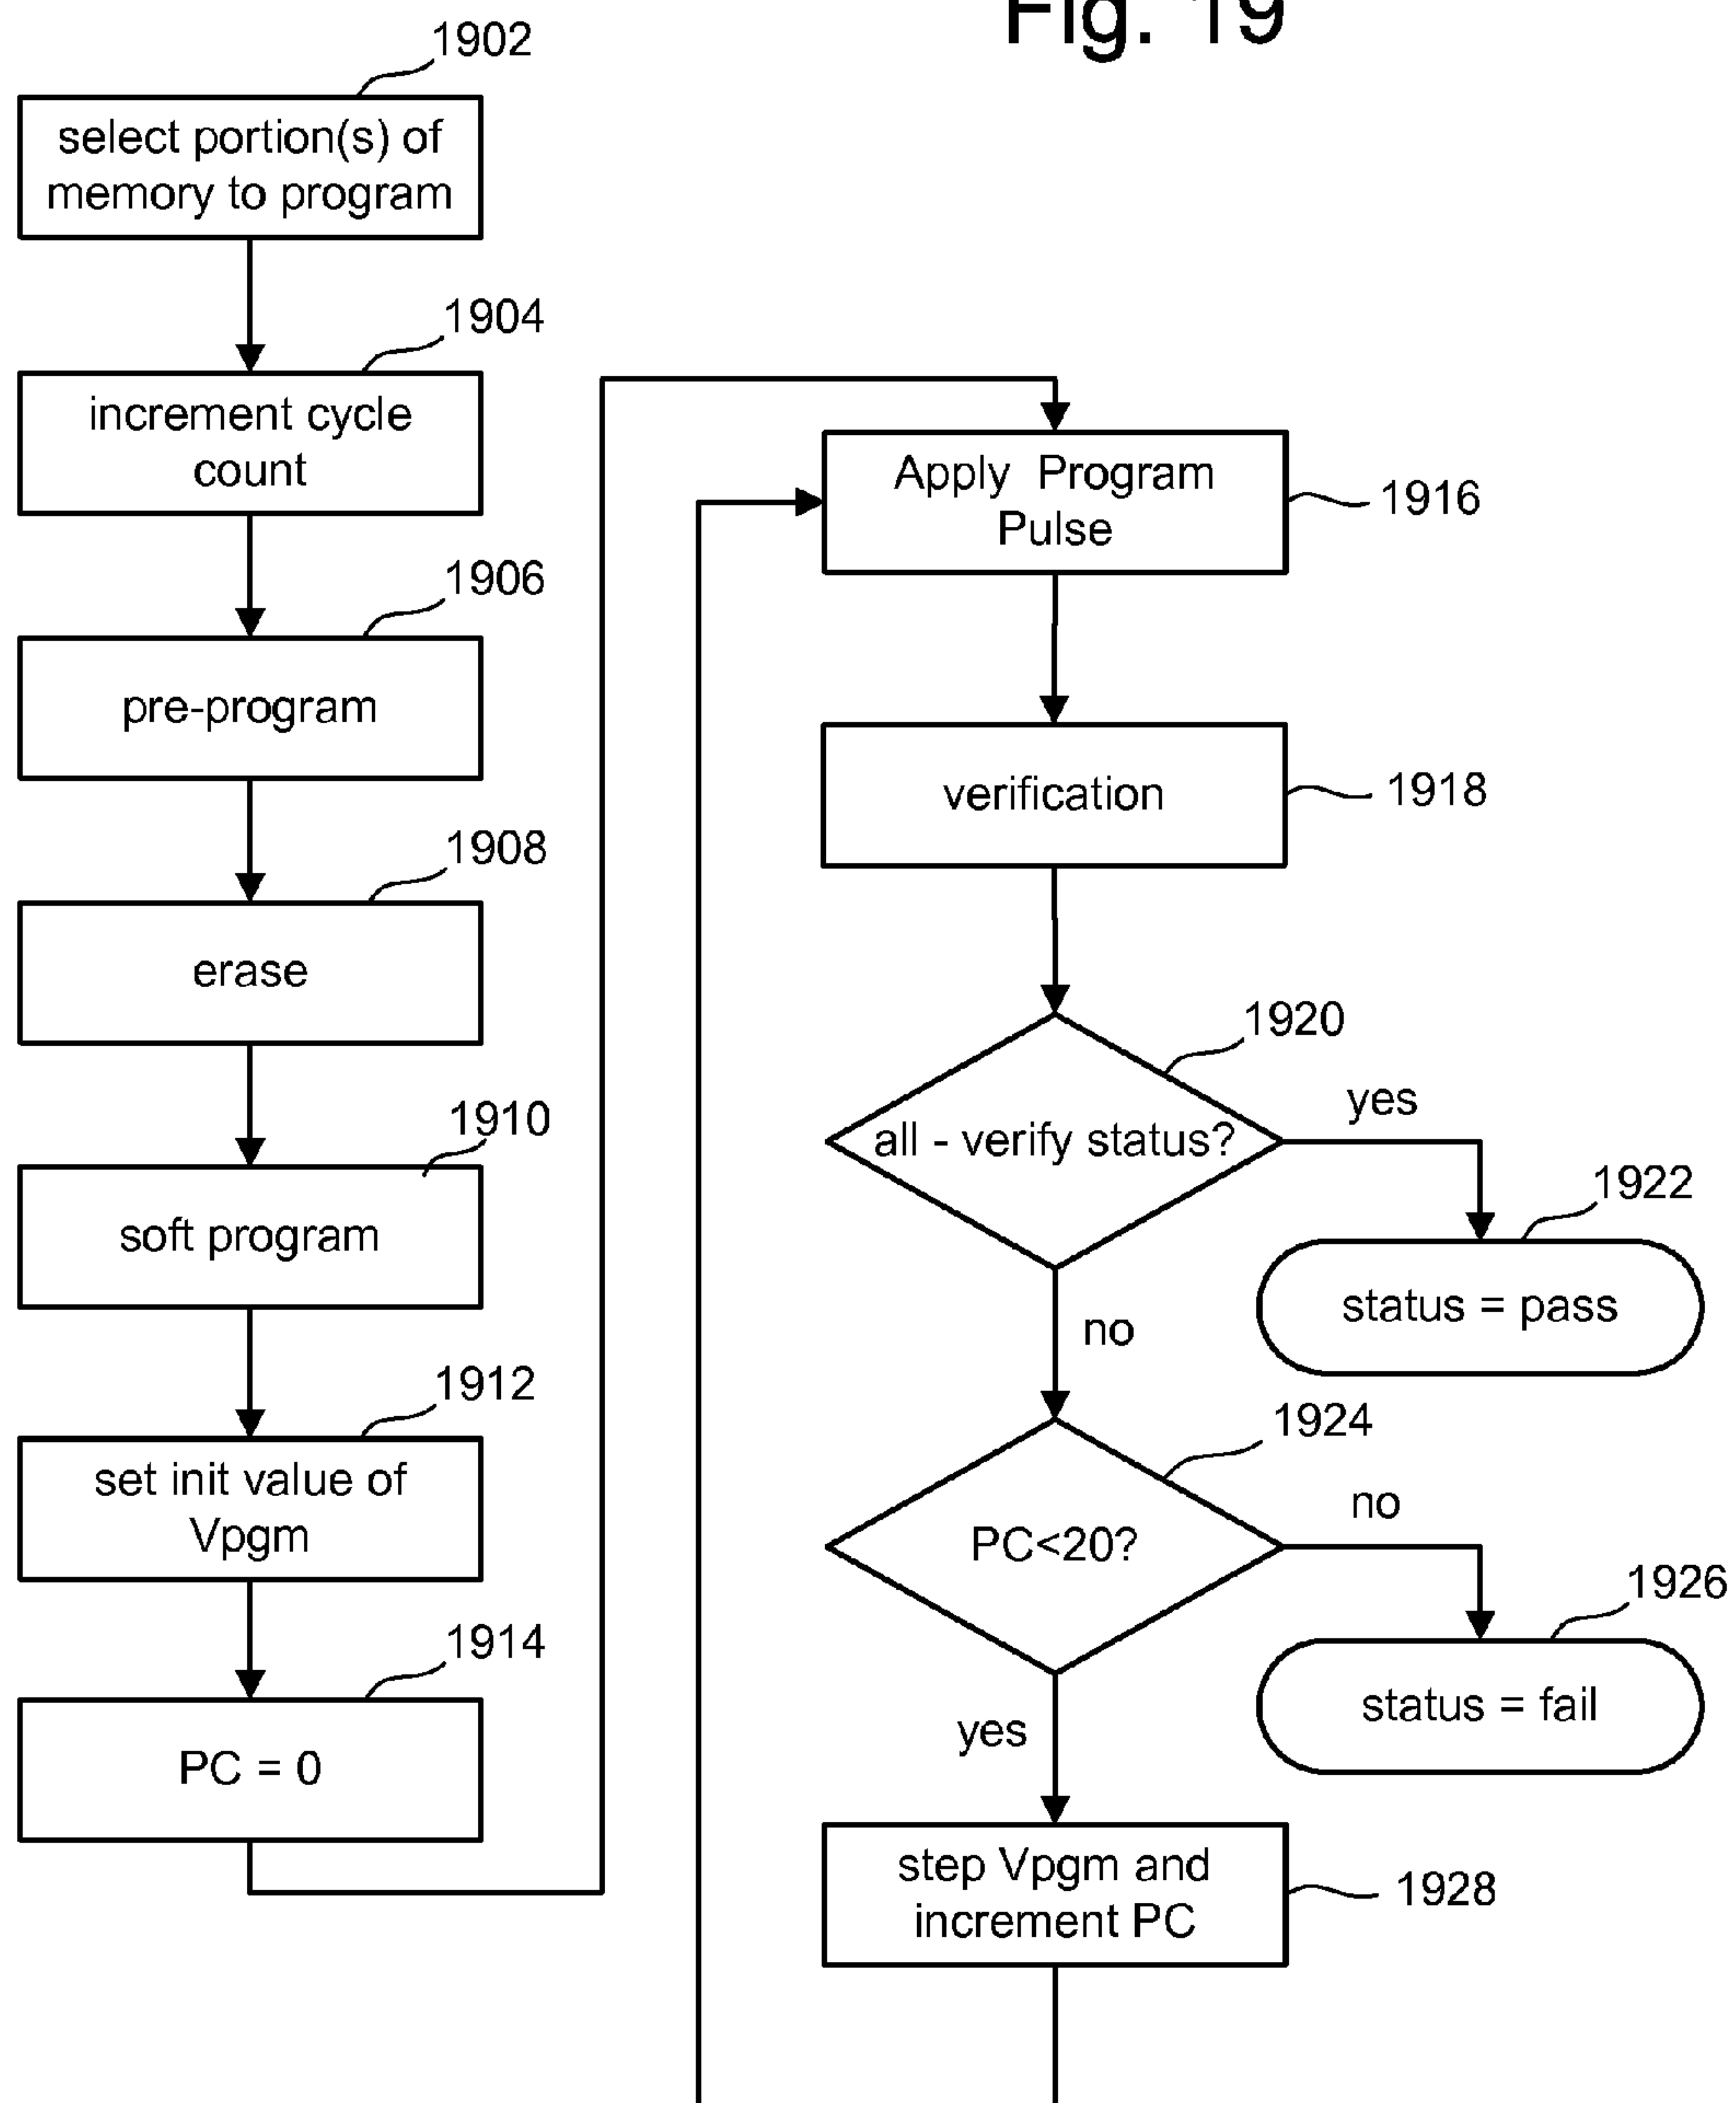 Fig. 19
1902
select portion(s) of
memory to program
1904
increment cycle
count
1906
pre-program
1908
erase
1910
soft program
1912
set init value of
Vpgm
1914
PC = 0
Apply Program
Pulse
1916
verification
1918
1920
all - verify status?
yes
1922
status = pass
no
1924
PC<20?
no
1926
status = fail
yes
step Vpgm and
increment PC
1928